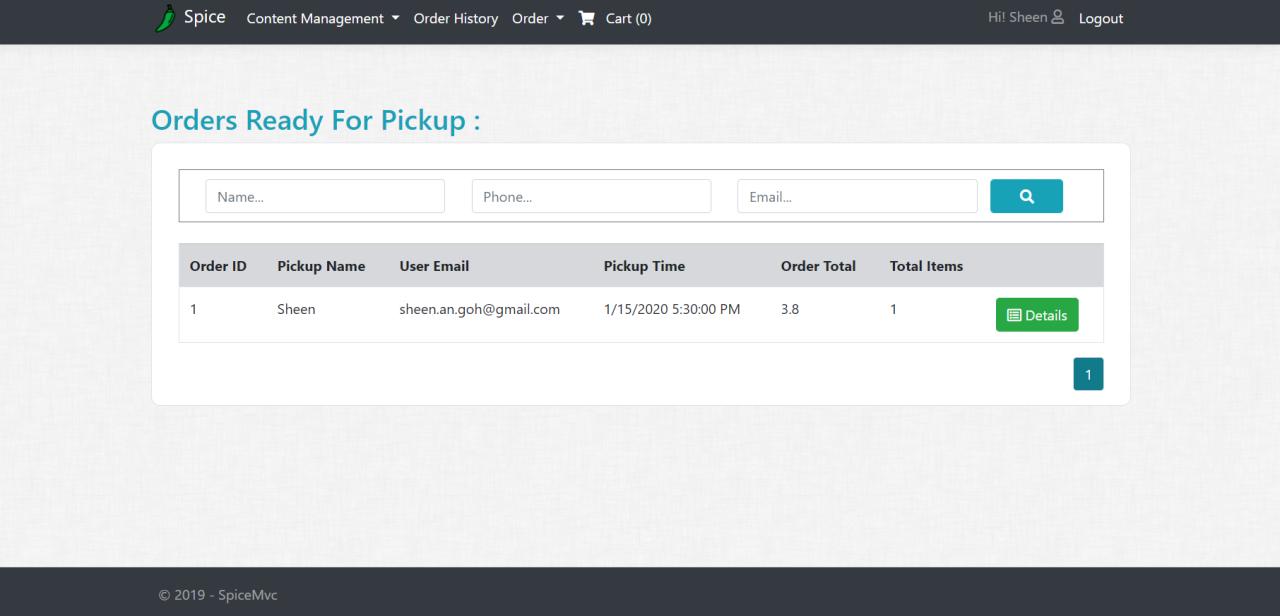 Spice Content Management Order History Order Cart (0) Hi! Sheen Logout
Orders Ready For Pickup :
Name... Phone... Email...
Order ID Pickup Name User Email Pickup Time Order Total Total Items
1 Sheen sheen.an.goh@gmail.com 1/15/2020 5:30:00 PM 3.8 1 Details
1
© 2019 - SpiceMvc